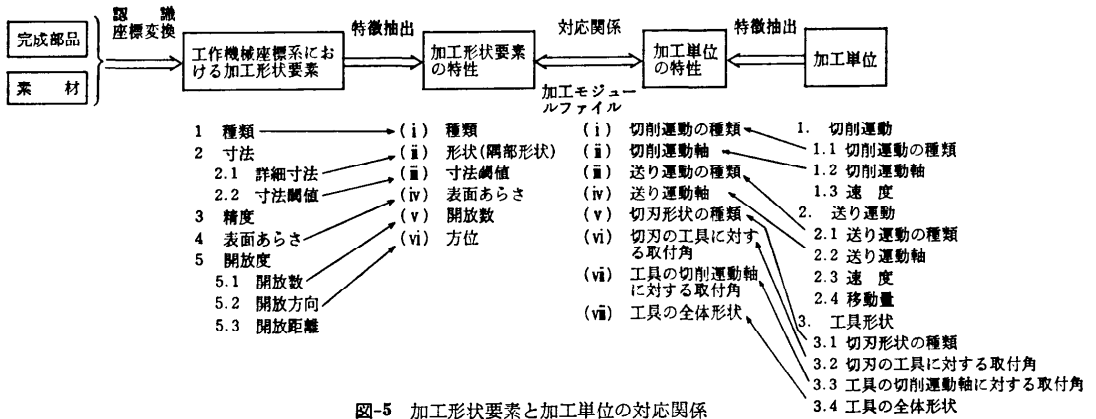 完成部品
素材
認識
座標変換
工作機械座標系にお
ける加工形状要素
特徴抽出
加工形状要素
の特性
対応関係
加工モジュー
ルファイル
加工単位
の特性
特徴抽出
加工単位
1 種類
2 寸法
2.1 詳細寸法
2.2 寸法閾値
3 精度
4 表面あらさ
5 開放度
5.1 開放数
5.2 開放方向
5.3 開放距離
(i) 種類
(ii) 形状(隅部形状)
(iii) 寸法閾値
(iv) 表面あらさ
(v) 開放数
(vi) 方位
(i) 切削運動の種類
(ii) 切削運動軸
(iii) 送り運動の種類
(iv) 送り運動軸
(v) 切刃形状の種類
(vi) 切刃の工具に対す
る取付角
(vii) 工具の切削運動軸
に対する取付角
(viii) 工具の全体形状
1. 切削運動
1.1 切削運動の種類
1.2 切削運動軸
1.3 速度
2. 送り運動
2.1 送り運動の種類
2.2 送り運動軸
2.3 速度
2.4 移動量
3. 工具形状
3.1 切刃形状の種類
3.2 切刃の工具に対する取付角
3.3 工具の切削運動軸に対する取付角
3.4 工具の全体形状
図-5 加工形状要素と加工単位の対応関係